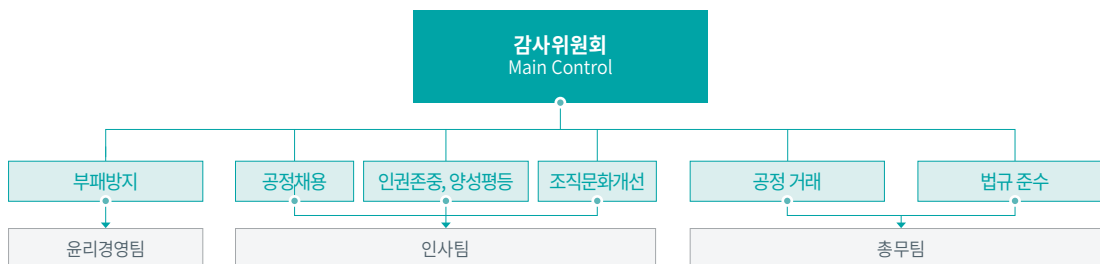 감사위원회
Main Control
부패방지
공정채용
인권존중, 양성평등
조직문화개선
공정 거래
법규 준수
윤리경영팀
인사팀
총무팀